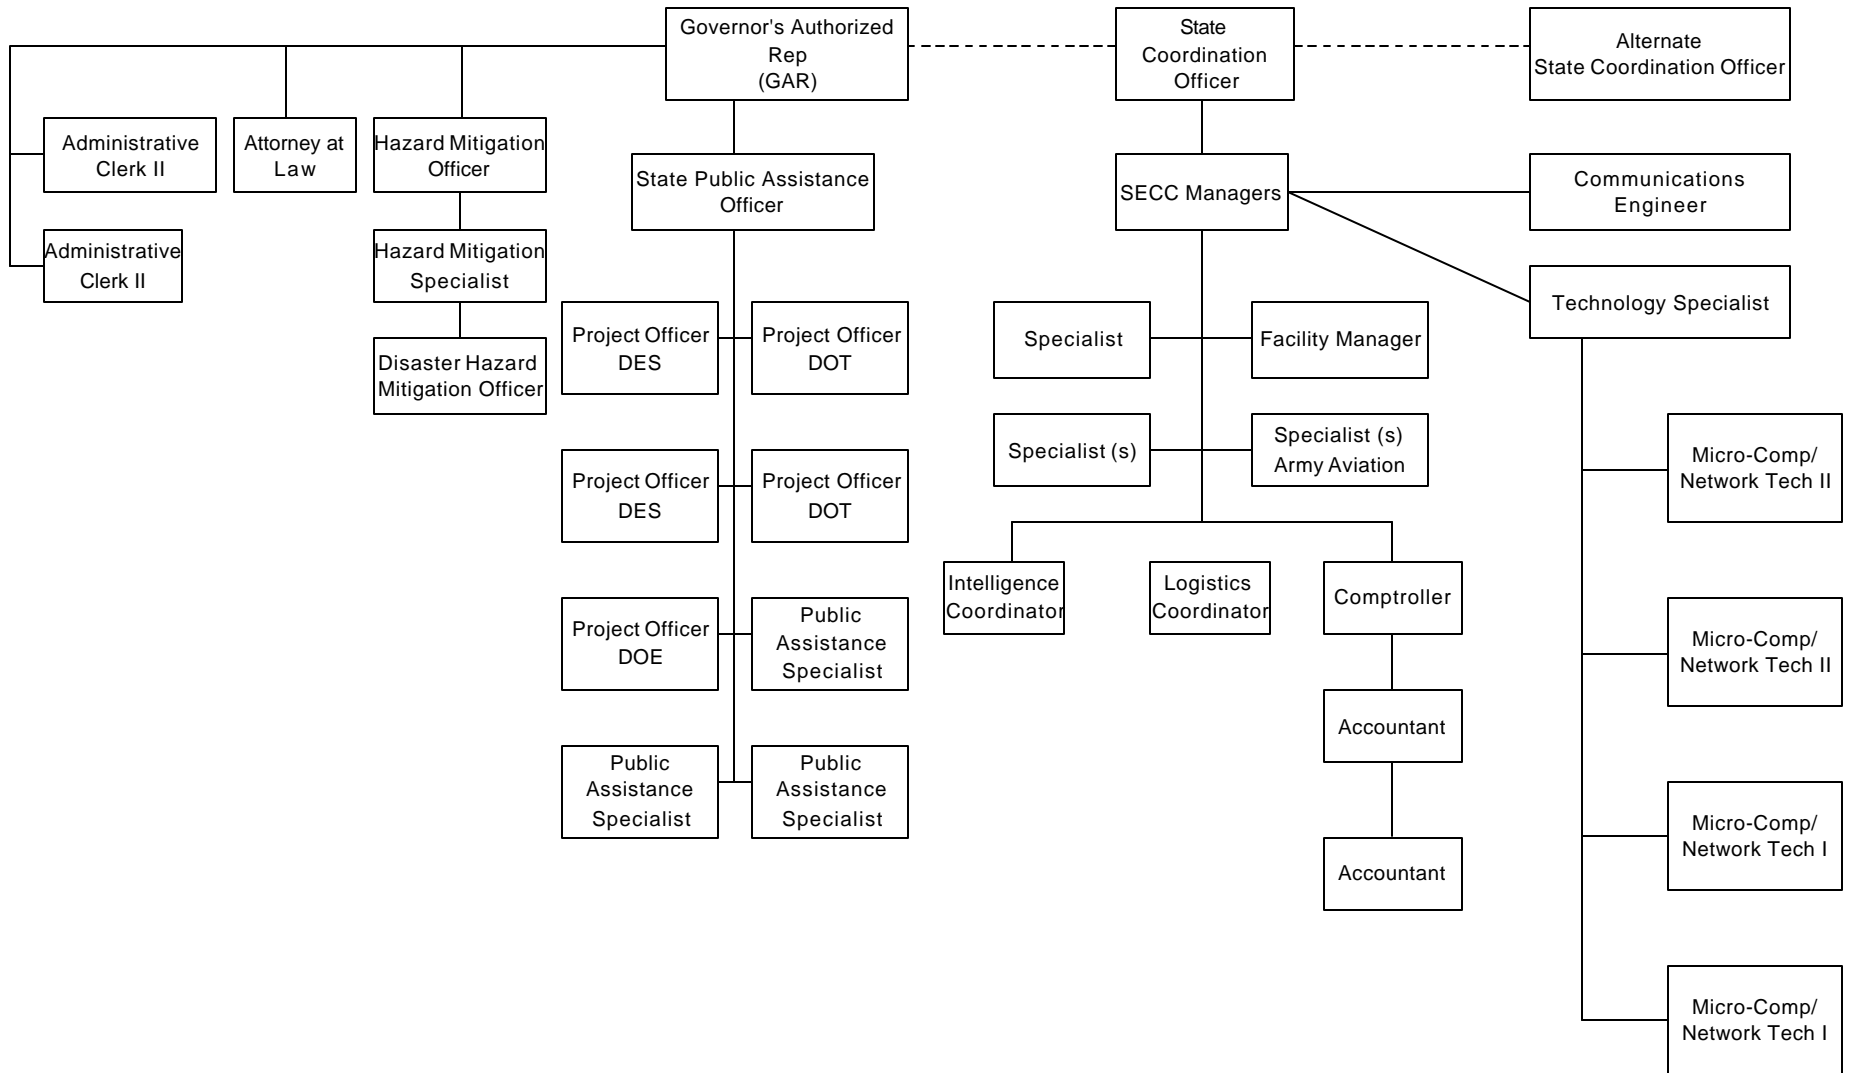 Governor's Authorized
Rep
(GAR)
State
Coordination
Officer
Alternate
State Coordination Officer
Administrative
Clerk II
Attorney at
Law
Hazard Mitigation
Officer
State Public Assistance
Officer
SECC Managers
Communications
Engineer
Administrative
Clerk II
Hazard Mitigation
Specialist
Technology Specialist
Disaster Hazard
Mitigation Officer
Project Officer
DES
Project Officer
DOT
Specialist
Facility Manager
Project Officer
DES
Project Officer
DOT
Specialist (s)
Specialist (s)
Army Aviation
Micro-Comp/
Network Tech II
Intelligence
Coordinator
Logistics
Coordinator
Comptroller
Project Officer
DOE
Public
Assistance
Specialist
Micro-Comp/
Network Tech II
Accountant
Public
Assistance
Specialist
Public
Assistance
Specialist
Micro-Comp/
Network Tech I
Accountant
Micro-Comp/
Network Tech I